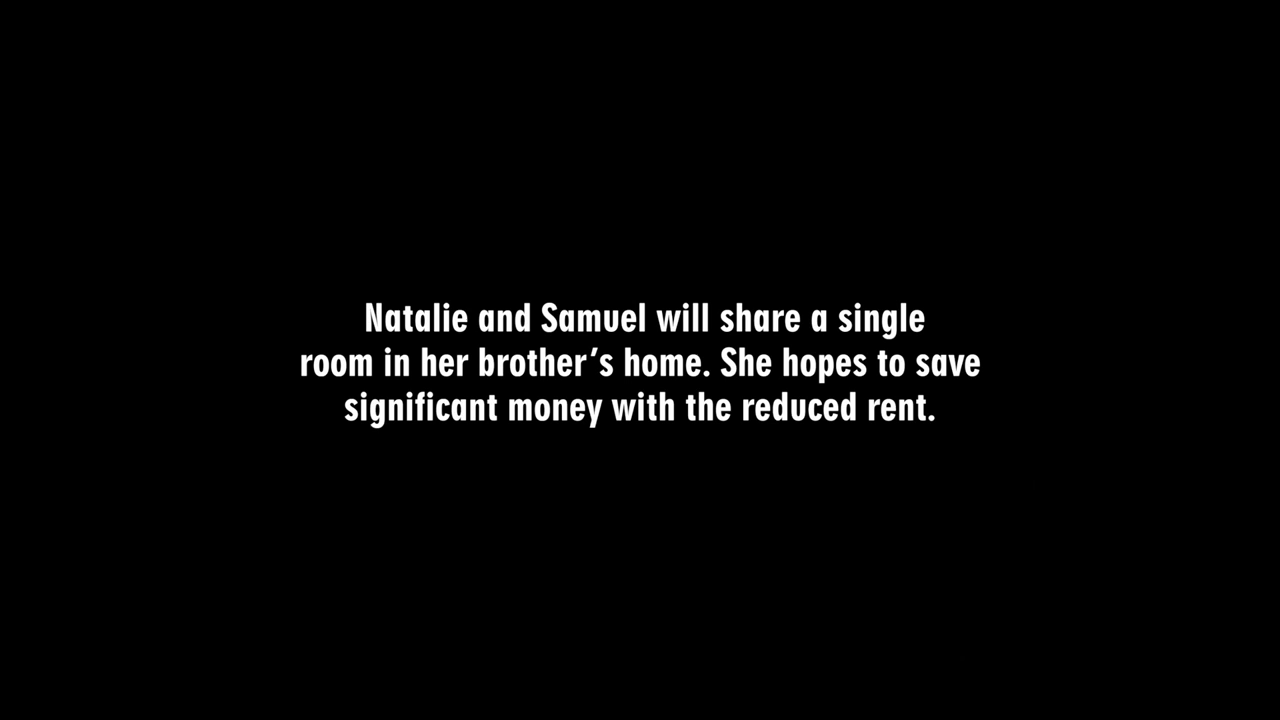 Natalie and Samuel will share a single
room in her brother’s home. She hopes to save
significant money with the reduced rent.